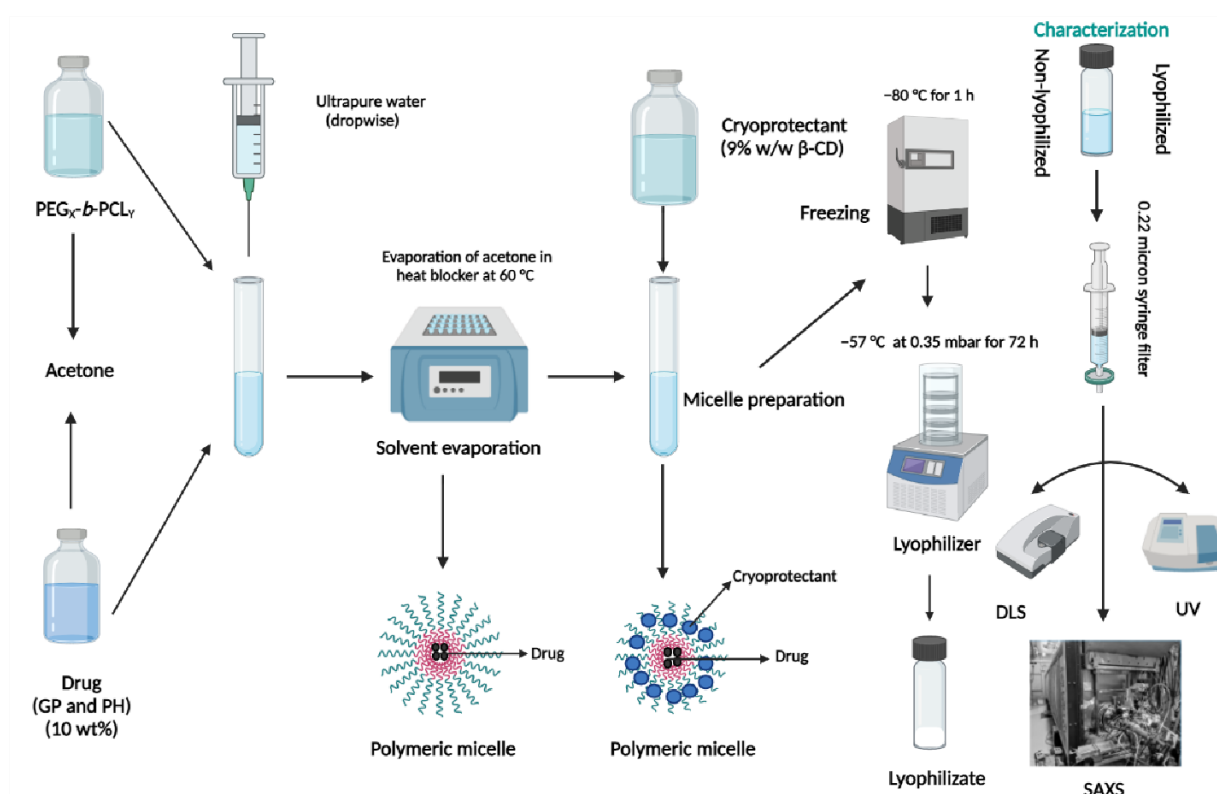 Characterization
Non-lyophilized
Lyophilized
Ultrapure water
(dropwise)
−80 °C for 1 h
Cryoprotectant
(9% w/w β-CD)
PEGₓ-b-PCLᵧ
Freezing
0.22 micron syringe filter
Evaporation of acetone in
heat blocker at 60 °C
−57 °C at 0.35 mbar for 72 h
Acetone
Micelle preparation
Solvent evaporation
Lyophilizer
Cryoprotectant
DLS
UV
Drug
Drug
Drug
(GP and PH)
(10 wt%)
Polymeric micelle
Polymeric micelle
Lyophilizate
SAXS